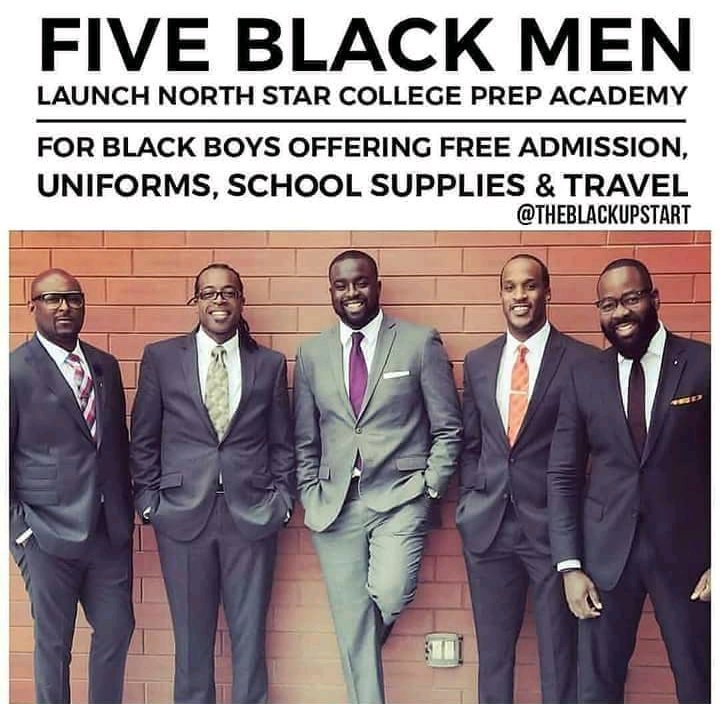 FIVE BLACK MEN
LAUNCH NORTH STAR COLLEGE PREP ACADEMY
FOR BLACK BOYS OFFERING FREE ADMISSION,
UNIFORMS, SCHOOL SUPPLIES & TRAVEL
@THEBLACKUPSTART